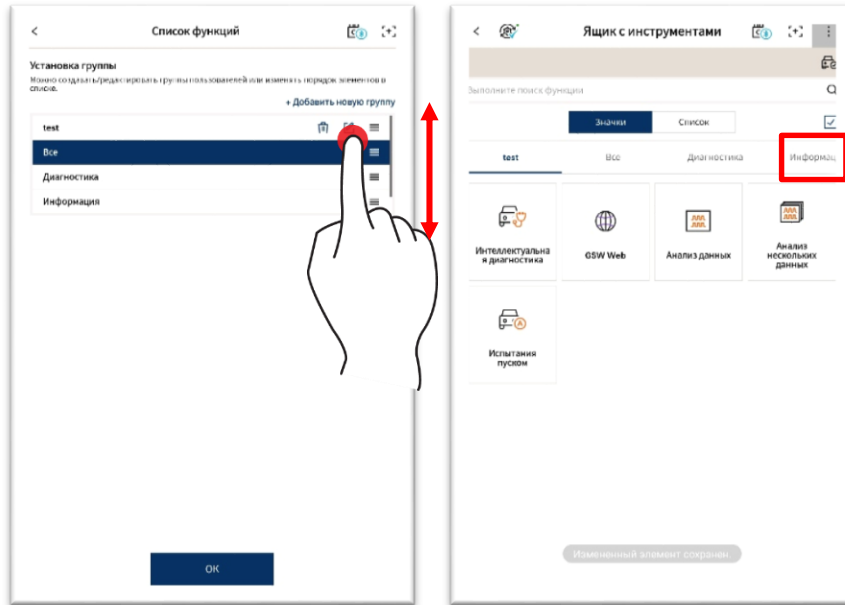 Список функций
Установка группы
Можно создавать/редактировать группы пользователей или изменять порядок элементов в
списке.
+ Добавить новую группу
test
Все
Диагностика
Информация
OK
Ящик с инструментами
Выполните поиск функции
Значки
Список
test
Все
Диагностика
Информац
Интеллектуальна
я диагностика
GSW Web
Анализ данных
Анализ
нескольких
данных
Испытания
пуском
Измененный элемент сохранен.